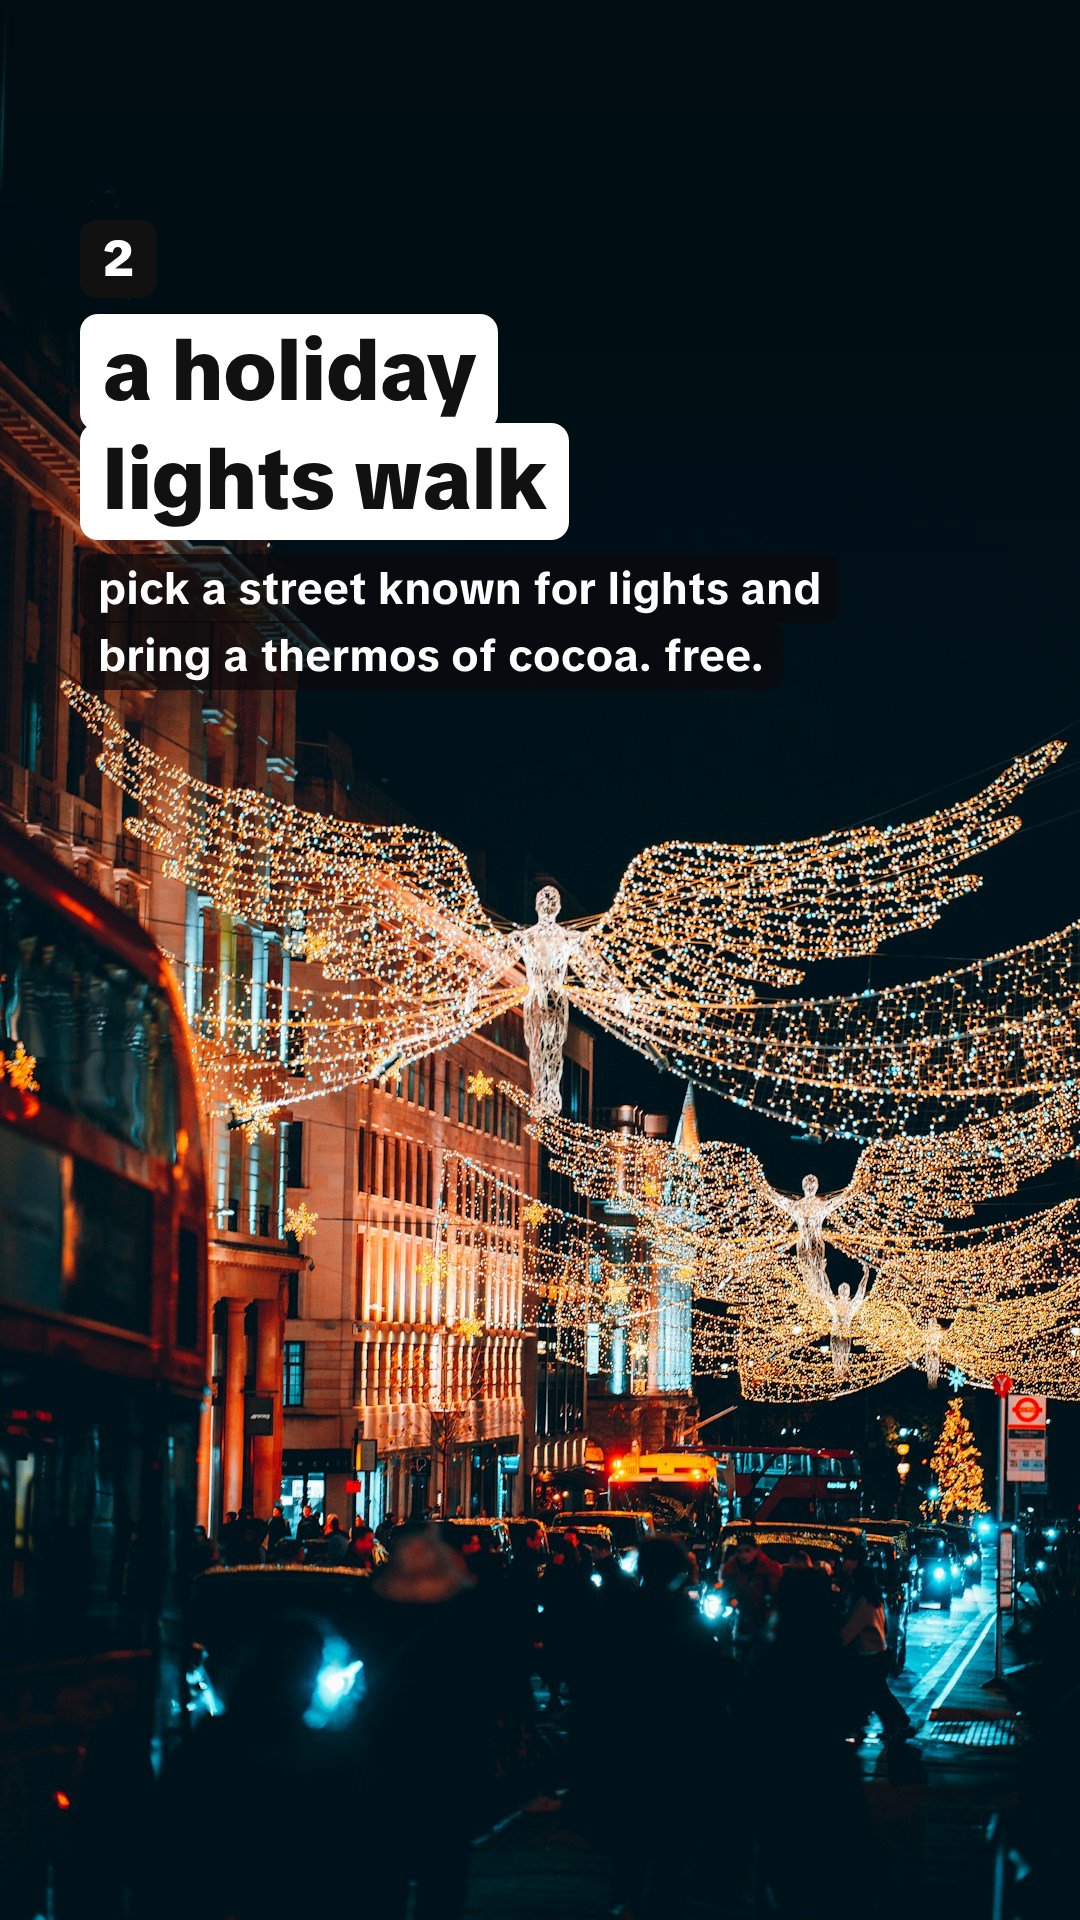 2
a holiday
lights walk
pick a street known for lights and
bring a thermos of cocoa. free.